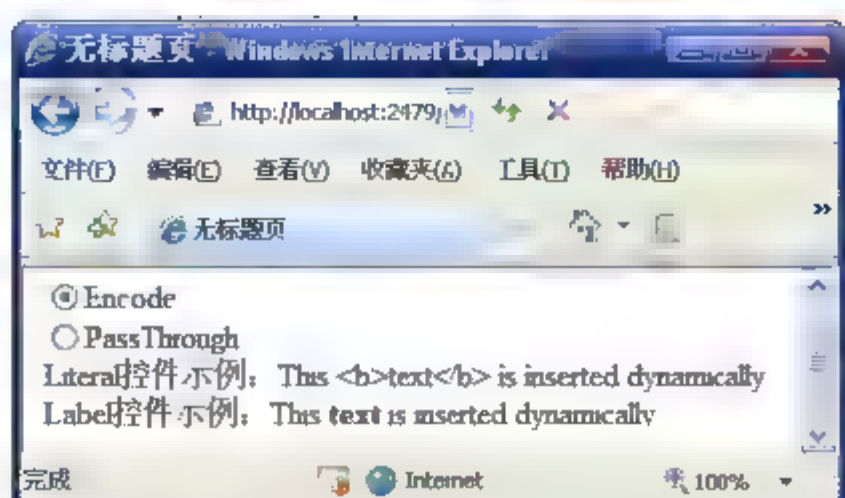 无标题页 - Windows Internet Explorer
http://localhost:2479/
文件(F) 编辑(E) 查看(V) 收藏夹(A) 工具(T) 帮助(H)
无标题页
Encode
PassThrough
Literal控件示例：This <b>text</b> is inserted dynamically
Label控件示例：This text is inserted dynamically
完成 Internet 100%